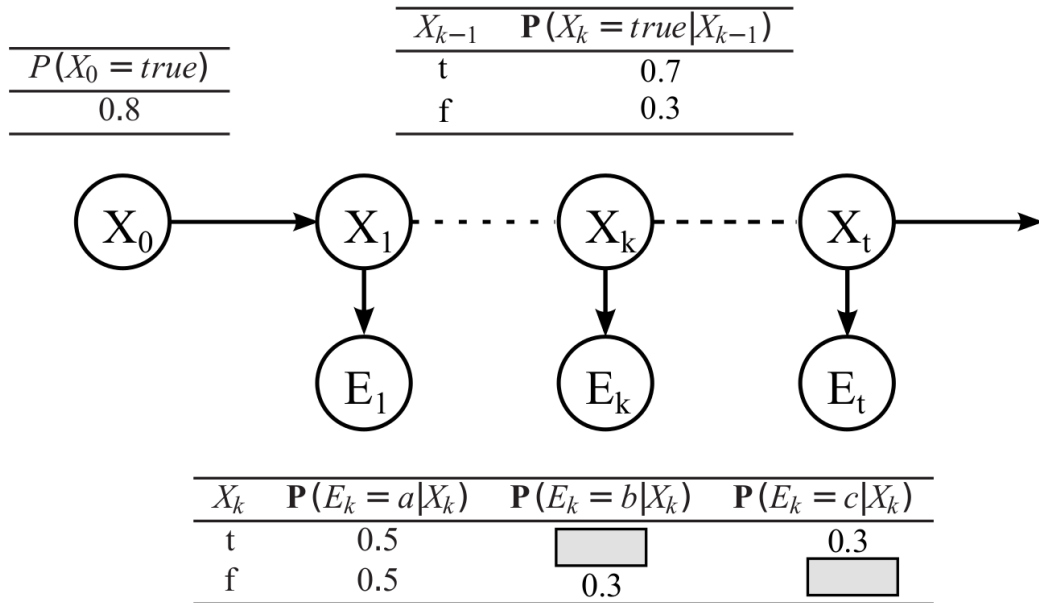 P(X₀ = true)
0.8
X_{k−1} P(X_k = true|X_{k−1})
t 0.7
f 0.3
X₀ X₁ X_k X_t
E₁ E_k E_t
X_k P(E_k = a|X_k) P(E_k = b|X_k) P(E_k = c|X_k)
t 0.5 0.3
f 0.5 0.3